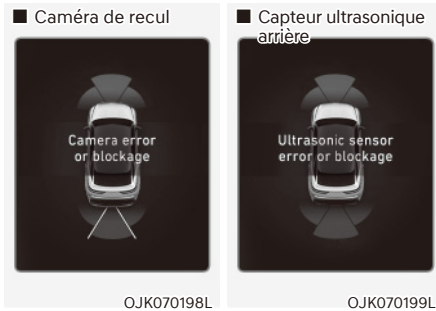 ■ Caméra de recul
Camera error
or blockage
OJK070198L
■ Capteur ultrasonique
arrière
Ultrasonic sensor
error or blockage
OJK070199L